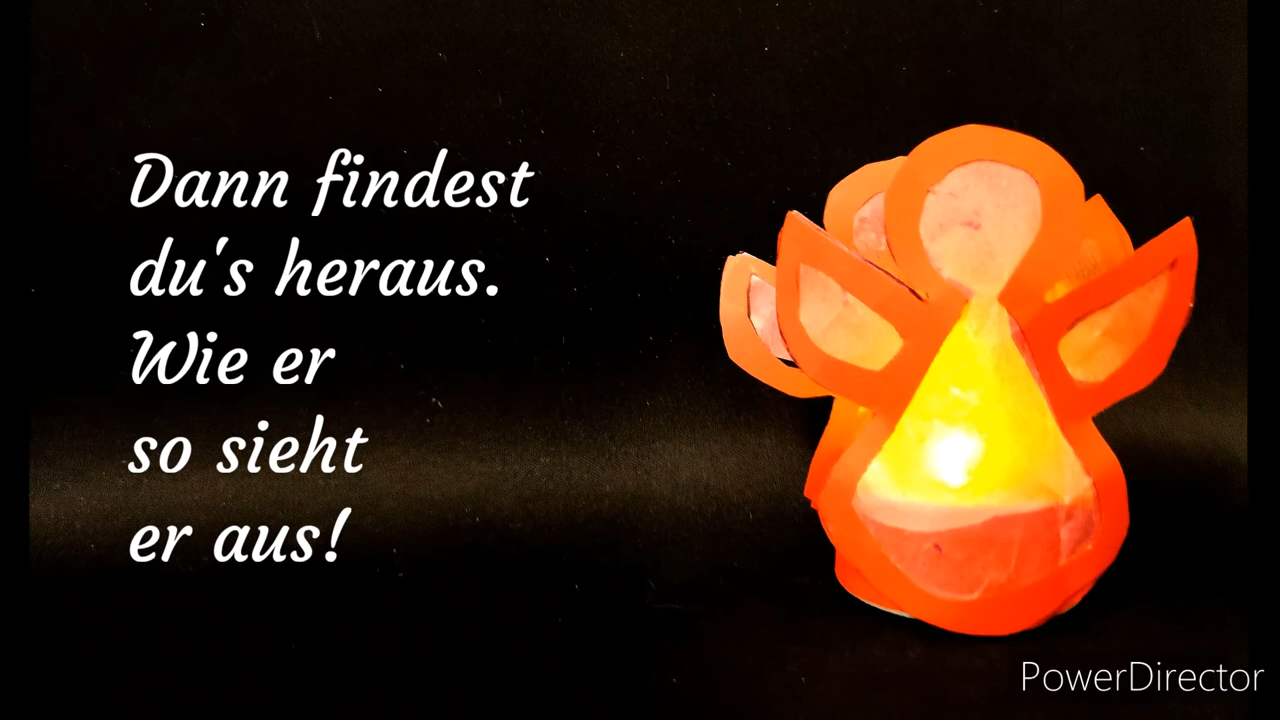 Dann findest
du's heraus.
Wie er
so sieht
er aus!
PowerDirector